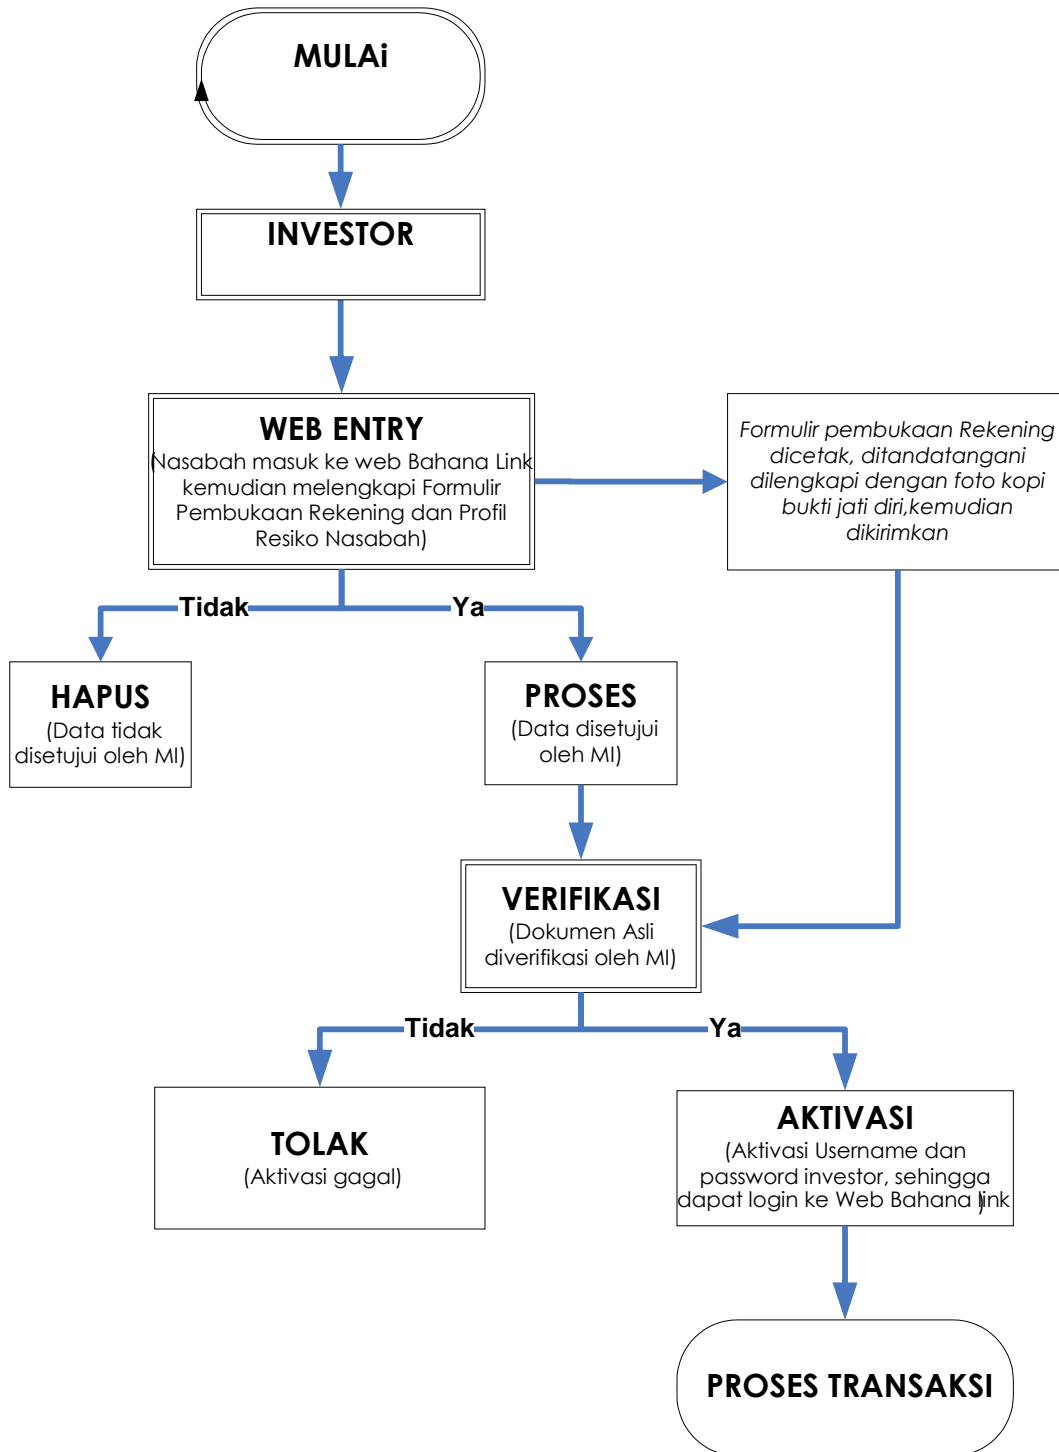 MULAi
INVESTOR
WEB ENTRY
(Nasabah masuk ke web Bahana Link
kemudian melengkapi Formulir
Pembukaan Rekening dan Profil
Resiko Nasabah)
Formulir pembukaan Rekening
dicetak, ditandatangani
dilengkapi dengan foto kopi
bukti jati diri,kemudian
dikirimkan
Tidak
Ya
HAPUS
(Data tidak
disetujui oleh MI)
PROSES
(Data disetujui
oleh MI)
VERIFIKASI
(Dokumen Asli
diverifikasi oleh MI)
Tidak
Ya
TOLAK
(Aktivasi gagal)
AKTIVASI
(Aktivasi Username dan
password investor, sehingga
dapat login ke Web Bahana link)
PROSES TRANSAKSI